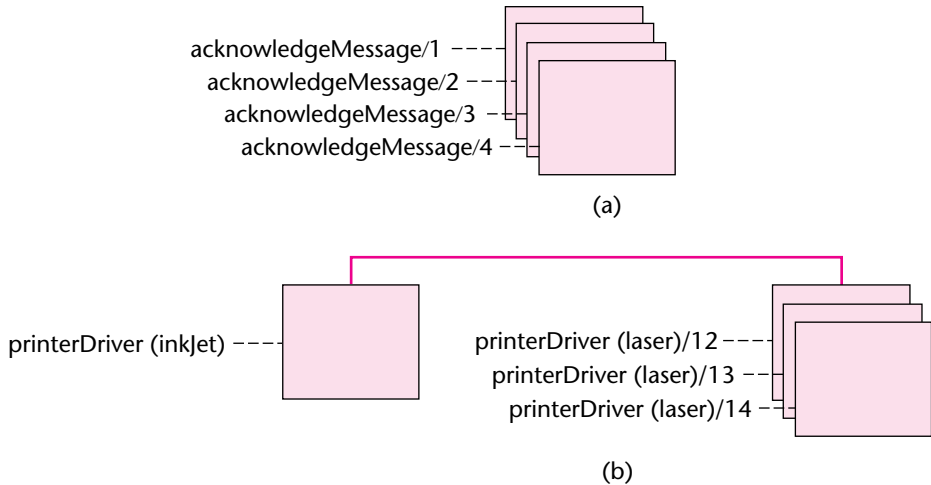 acknowledgeMessage/1
acknowledgeMessage/2
acknowledgeMessage/3
acknowledgeMessage/4
(a)
printerDriver (inkJet)
printerDriver (laser)/12
printerDriver (laser)/13
printerDriver (laser)/14
(b)